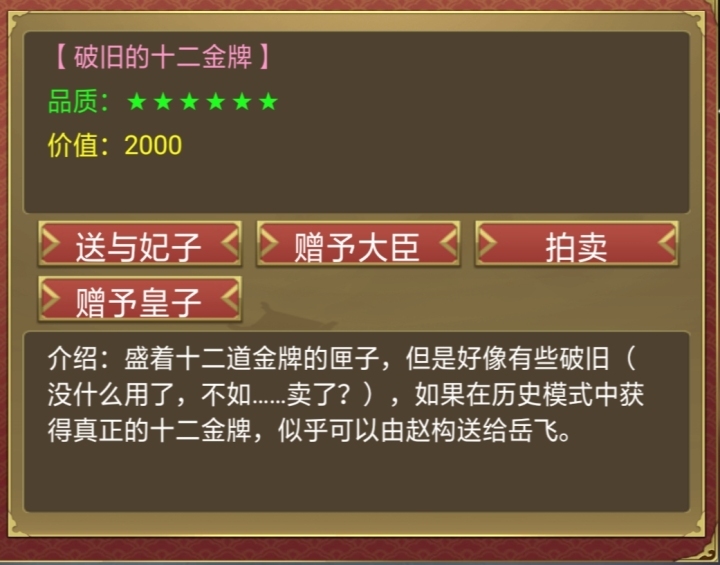 【 破旧的十二金牌 】
品质：★★★★★★
价值：2000
送与妃子
赠予大臣
拍卖
赠予皇子
介绍：盛着十二道金牌的匣子，但是好像有些破旧（
没什么用了，不如......卖了？），如果在历史模式中获
得真正的十二金牌，似乎可以由赵构送给岳飞。